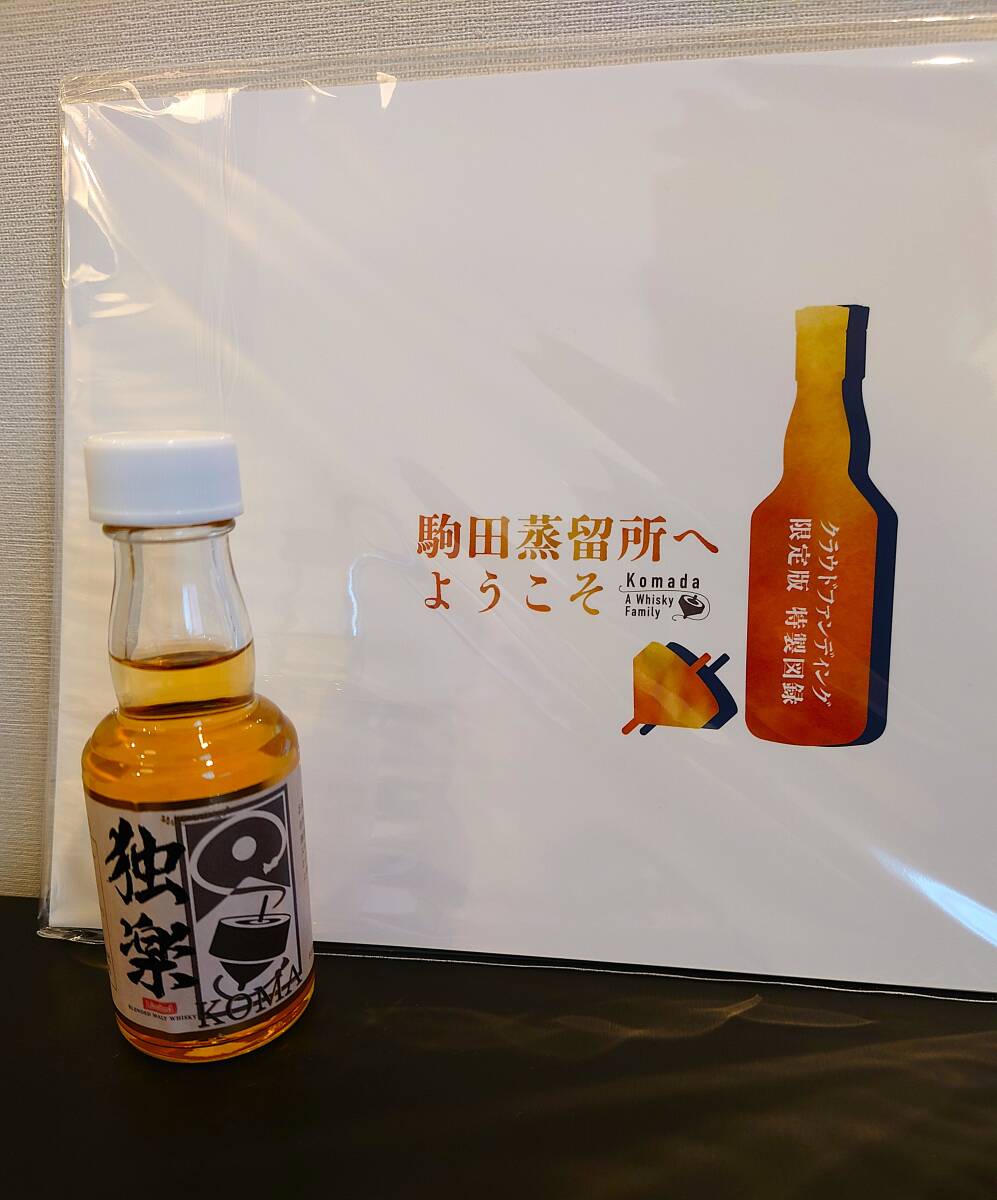 駒田蒸留所へ
ようこそ
Komada
A Whisky
Family
クラウドファンディング
限定版 特製図録
独楽
BLENDED MALT WHISKY
KOMA